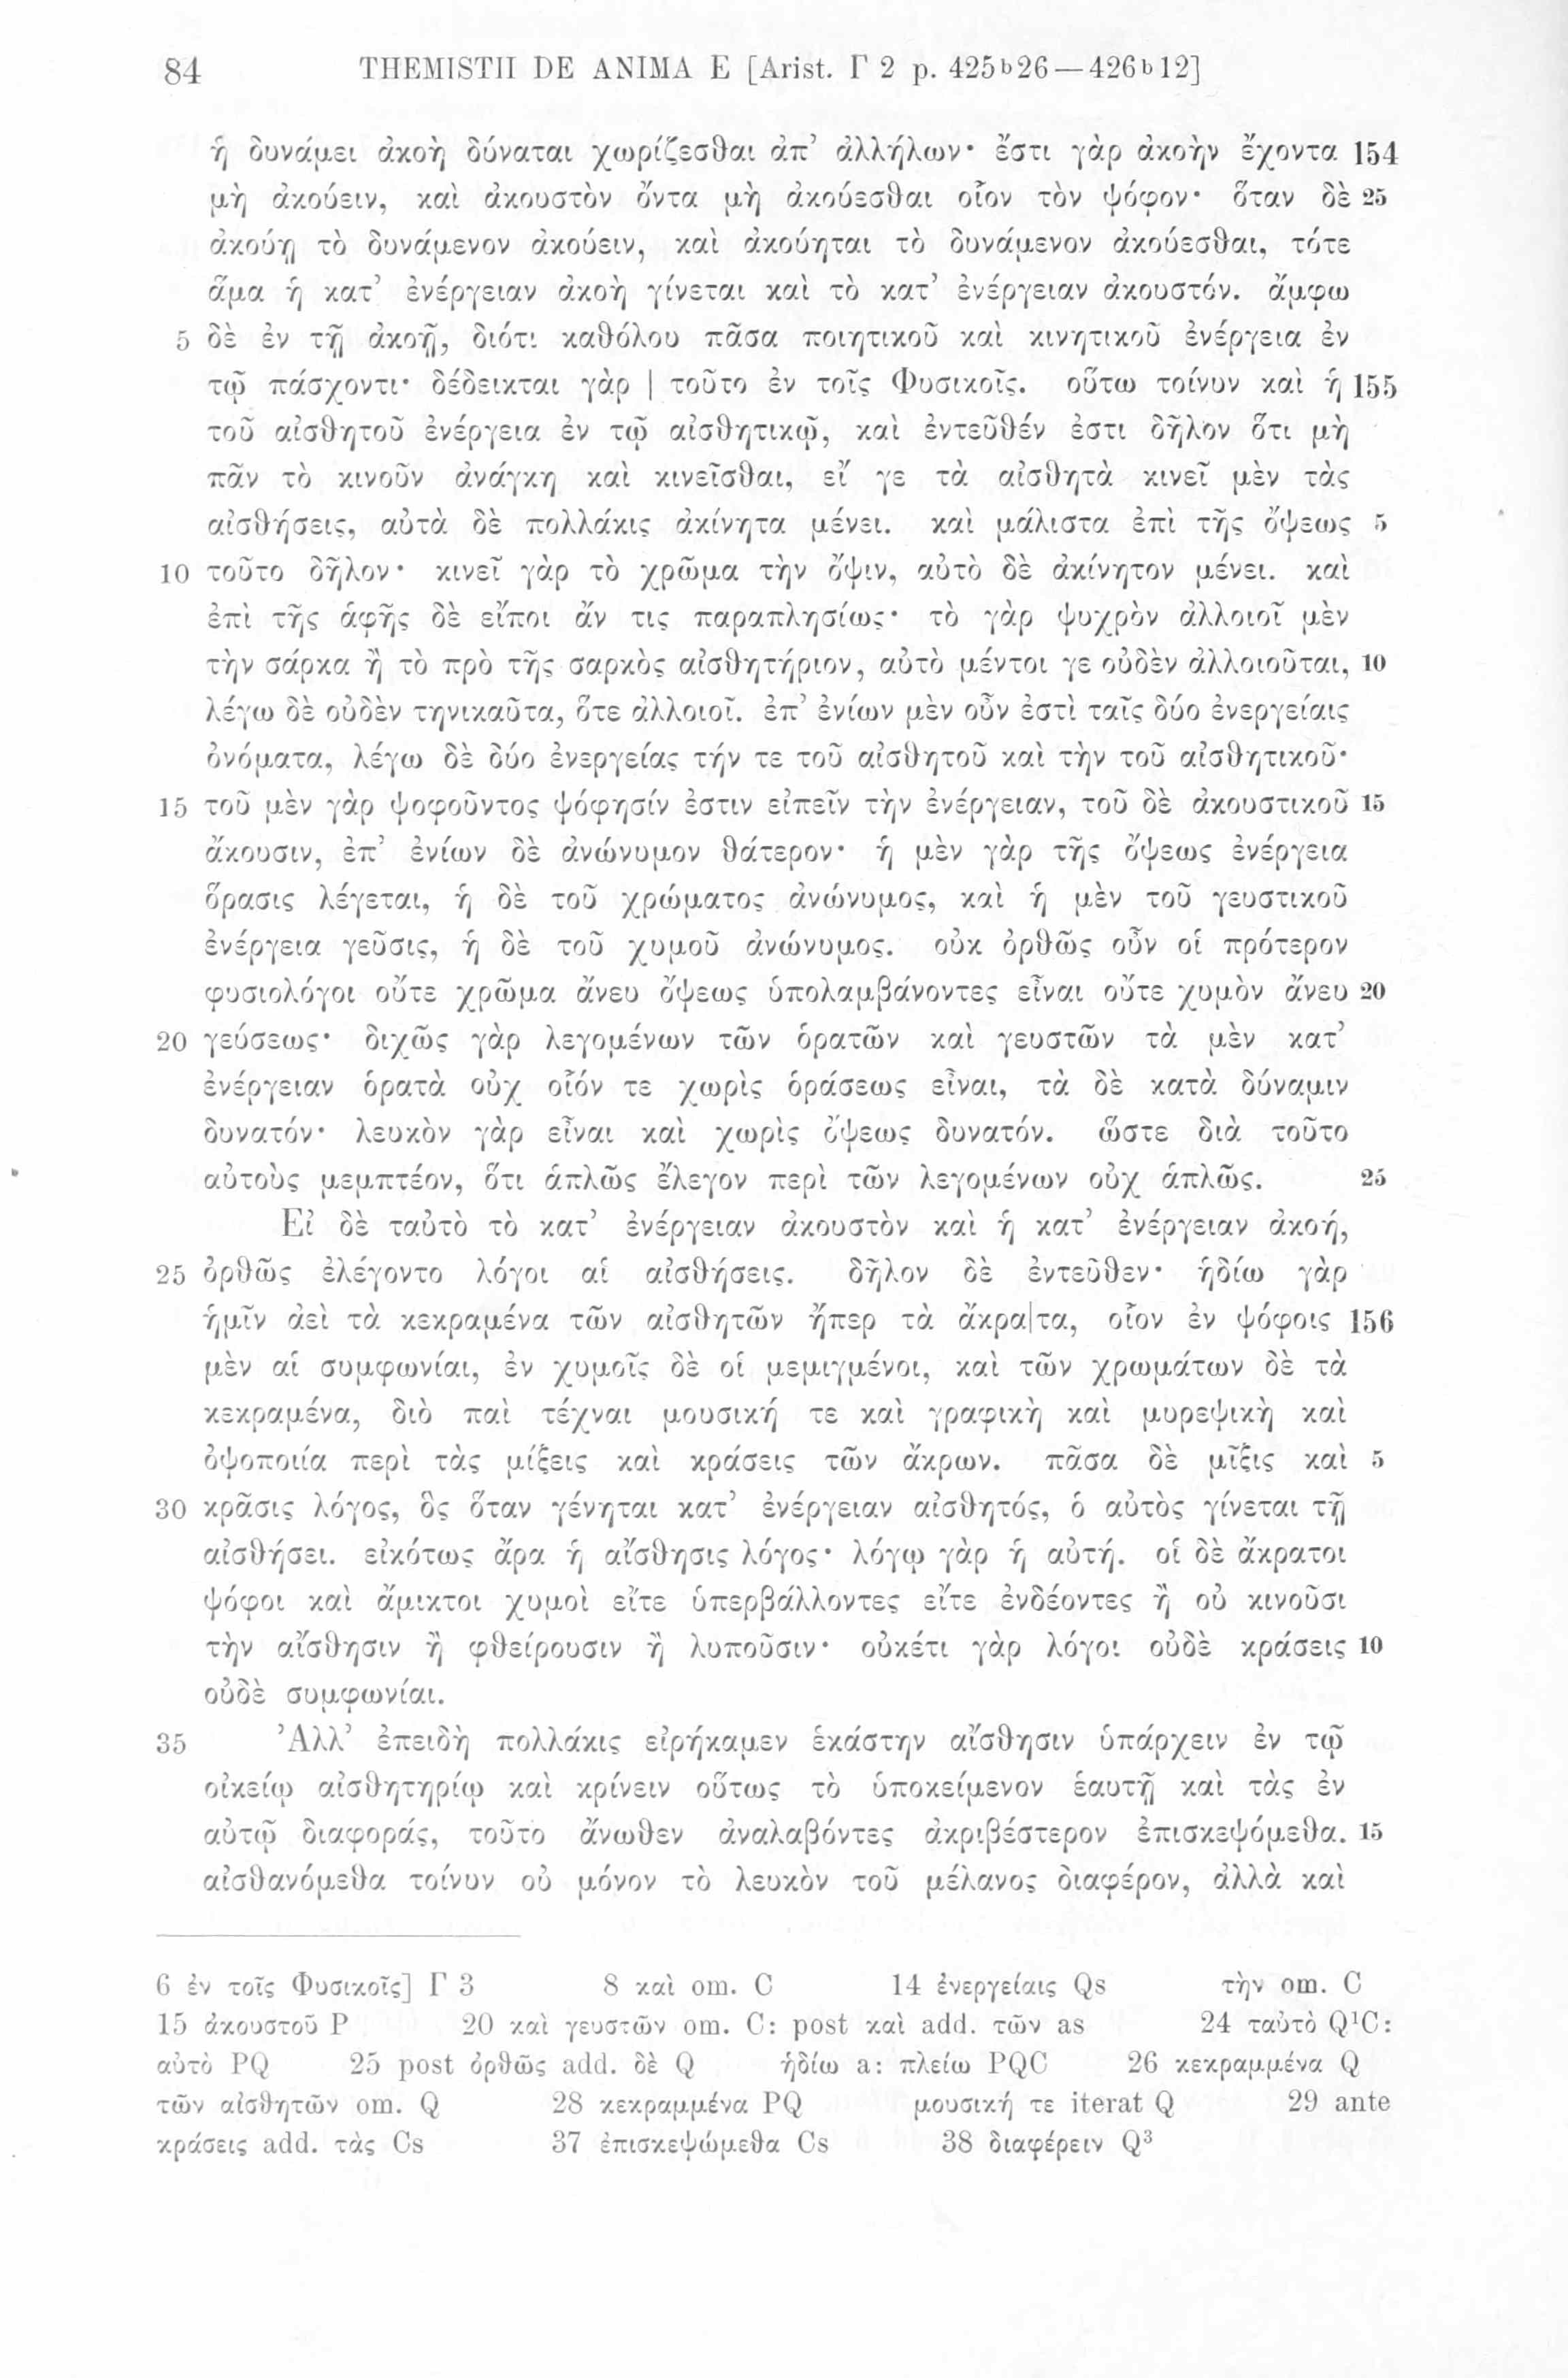 84 THEMISTII DE ANIMA E [Arist. Γ 2 p. 425ᵇ26—426ᵇ12]
ἡ δυνάμει ἀκοὴ δύναται χωρίζεσθαι ἀπ’ ἀλλήλων· ἔστι γὰρ ἀκοὴν ἔχοντα 154
μὴ ἀκούειν, καὶ ἀκουστὸν ὄντα μὴ ἀκούεσθαι οἷον τὸν ψόφον· ὅταν δὲ 25
ἀκούῃ τὸ δυνάμενον ἀκούειν, καὶ ἀκούηται τὸ δυνάμενον ἀκούεσθαι, τότε
ἅμα ἡ κατ’ ἐνέργειαν ἀκοὴ γίνεται καὶ τὸ κατ’ ἐνέργειαν ἀκουστόν. ἄμφω
5 δὲ ἐν τῇ ἀκοῇ, διότι καθόλου πᾶσα ποιητικοῦ καὶ κινητικοῦ ἐνέργεια ἐν
τῷ πάσχοντι· δέδεικται γὰρ | τοῦτο ἐν τοῖς Φυσικοῖς. οὕτω τοίνυν καὶ ἡ 155
τοῦ αἰσθητοῦ ἐνέργεια ἐν τῷ αἰσθητικῷ, καὶ ἐντεῦθέν ἐστι δῆλον ὅτι μὴ
πᾶν τὸ κινοῦν ἀνάγκη καὶ κινεῖσθαι, εἴ γε τὰ αἰσθητὰ κινεῖ μὲν τὰς
αἰσθήσεις, αὐτὰ δὲ πολλάκις ἀκίνητα μένει. καὶ μάλιστα ἐπὶ τῆς ὄψεως 5
10 τοῦτο δῆλον· κινεῖ γὰρ τὸ χρῶμα τὴν ὄψιν, αὐτὸ δὲ ἀκίνητον μένει. καὶ
ἐπὶ τῆς ἁφῆς δὲ εἴποι ἄν τις παραπλησίως· τὸ γὰρ ψυχρὸν ἀλλοιοῖ μὲν
τὴν σάρκα ἢ τὸ πρὸ τῆς σαρκὸς αἰσθητήριον, αὐτὸ μέντοι γε οὐδὲν ἀλλοιοῦται, 10
λέγω δὲ οὐδὲν τηνικαῦτα, ὅτε ἀλλοιοῖ. ἐπ’ ἐνίων μὲν οὖν ἐστὶ ταῖς δύο ἐνεργείαις
ὀνόματα, λέγω δὲ δύο ἐνεργείας τήν τε τοῦ αἰσθητοῦ καὶ τὴν τοῦ αἰσθητικοῦ·
15 τοῦ μὲν γὰρ ψοφοῦντος ψόφησίν ἐστιν εἰπεῖν τὴν ἐνέργειαν, τοῦ δὲ ἀκουστικοῦ 15
ἄκουσιν, ἐπ’ ἐνίων δὲ ἀνώνυμον θάτερον· ἡ μὲν γὰρ τῆς ὄψεως ἐνέργεια
ὅρασις λέγεται, ἡ δὲ τοῦ χρώματος ἀνώνυμος, καὶ ἡ μὲν τοῦ γευστικοῦ
ἐνέργεια γεῦσις, ἡ δὲ τοῦ χυμοῦ ἀνώνυμος. οὐκ ὀρθῶς οὖν οἱ πρότερον
φυσιολόγοι οὔτε χρῶμα ἄνευ ὄψεως ὑπολαμβάνοντες εἶναι οὔτε χυμὸν ἄνευ 20
20 γεύσεως· διχῶς γὰρ λεγομένων τῶν ὁρατῶν καὶ γευστῶν τὰ μὲν κατ’
ἐνέργειαν ὁρατὰ οὐχ οἷόν τε χωρὶς ὁράσεως εἶναι, τὰ δὲ κατὰ δύναμιν
δυνατόν· λευκὸν γὰρ εἶναι καὶ χωρὶς ὄψεως δυνατόν. ὥστε διὰ τοῦτο
αὐτοὺς μεμπτέον, ὅτι ἁπλῶς ἔλεγον περὶ τῶν λεγομένων οὐχ ἁπλῶς. 25
Εἰ δὲ ταὐτὸ τὸ κατ’ ἐνέργειαν ἀκουστὸν καὶ ἡ κατ’ ἐνέργειαν ἀκοή,
25 ὀρθῶς ἐλέγοντο λόγοι αἱ αἰσθήσεις. δῆλον δὲ ἐντεῦθεν· ἡδίω γὰρ
ἡμῖν ἀεὶ τὰ κεκραμένα τῶν αἰσθητῶν ἤπερ τὰ ἄκρα|τα, οἷον ἐν ψόφοις 156
μὲν αἱ συμφωνίαι, ἐν χυμοῖς δὲ οἱ μεμιγμένοι, καὶ τῶν χρωμάτων δὲ τὰ
κεκραμένα, διὸ παὶ τέχναι μουσική τε καὶ γραφικὴ καὶ μυρεψικὴ καὶ
ὀψοποιία περὶ τὰς μίξεις καὶ κράσεις τῶν ἄκρων. πᾶσα δὲ μῖξις καὶ 5
30 κρᾶσις λόγος, ὃς ὅταν γένηται κατ’ ἐνέργειαν αἰσθητός, ὁ αὐτὸς γίνεται τῇ
αἰσθήσει. εἰκότως ἄρα ἡ αἴσθησις λόγος· λόγῳ γὰρ ἡ αὐτή. οἱ δὲ ἄκρατοι
ψόφοι καὶ ἄμικτοι χυμοὶ εἴτε ὑπερβάλλοντες εἴτε ἐνδέοντες ἢ οὐ κινοῦσι
τὴν αἴσθησιν ἢ φθείρουσιν ἢ λυποῦσιν· οὐκέτι γὰρ λόγοι οὐδὲ κράσεις 10
οὐδὲ συμφωνίαι.
35 Ἀλλ’ ἐπειδὴ πολλάκις εἰρήκαμεν ἑκάστην αἴσθησιν ὑπάρχειν ἐν τῷ
οἰκείῳ αἰσθητηρίῳ καὶ κρίνειν οὕτως τὸ ὑποκείμενον ἑαυτῇ καὶ τὰς ἐν
αὐτῷ διαφοράς, τοῦτο ἄνωθεν ἀναλαβόντες ἀκριβέστερον ἐπισκεψόμεθα. 15
αἰσθανόμεθα τοίνυν οὐ μόνον τὸ λευκὸν τοῦ μέλανος διαφέρον, ἀλλὰ καὶ
6 ἐν τοῖς Φυσικοῖς] Γ 3 8 καὶ om. C 14 ἐνεργείαις Qs τὴν om. C
15 ἀκουστοῦ P 20 καὶ γευστῶν om. C: post καὶ add. τῶν as 24 ταὐτὸ Q¹C:
αὐτὸ PQ 25 post ὀρθῶς add. δὲ Q ἡδίω a: πλείω PQC 26 κεκραμμένα Q
τῶν αἰσθητῶν om. Q 28 κεκραμμένα PQ μουσική τε iterat Q 29 ante
κράσεις add. τὰς Cs 37 ἐπισκεψώμεθα Cs 38 διαφέρειν Q³